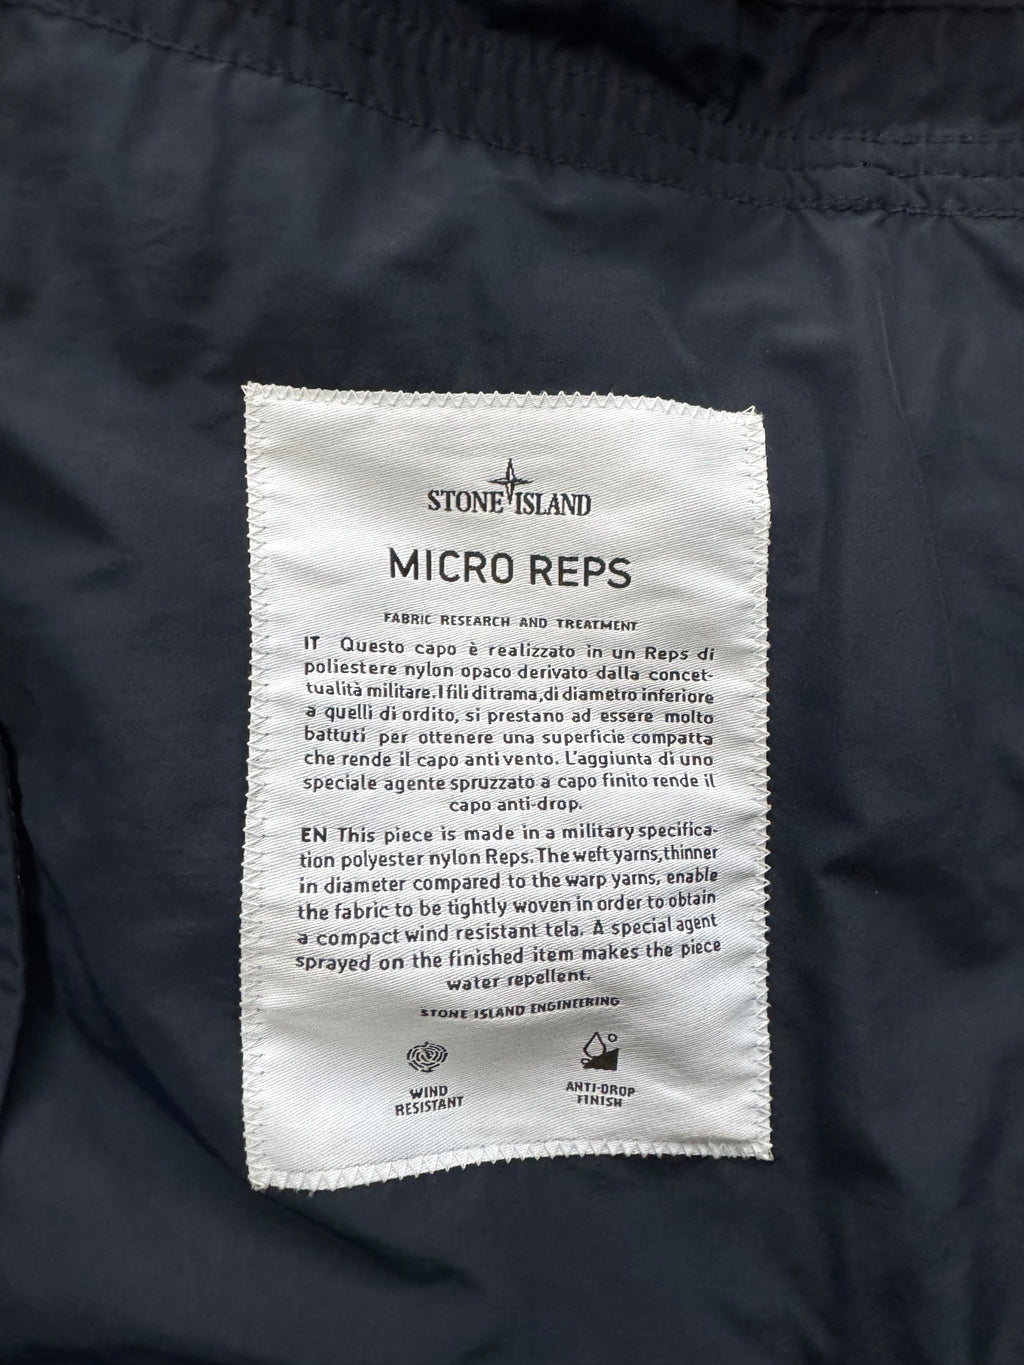 STONE ISLAND
MICRO REPS
FABRIC RESEARCH AND TREATMENT
IT Questo capo è realizzato in un Reps di
poliestere nylon opaco derivato dalla concet-
tualità militare. I fili di trama, di diametro inferiore
a quelli di ordito, si prestano ad essere molto
battuti per ottenere una superficie compatta
che rende il capo antivento. L'aggiunta di uno
speciale agente spruzzato a capo finito rende il
capo anti-drop.
EN This piece is made in a military specifica-
tion polyester nylon Reps. The weft yarns, thinner
in diameter compared to the warp yarns, enable
the fabric to be tightly woven in order to obtain
a compact wind resistant tela. A special agent
sprayed on the finished item makes the piece
water repellent.
STONE ISLAND ENGINEERING
WIND
RESISTANT
ANTI-DROP
FINISH